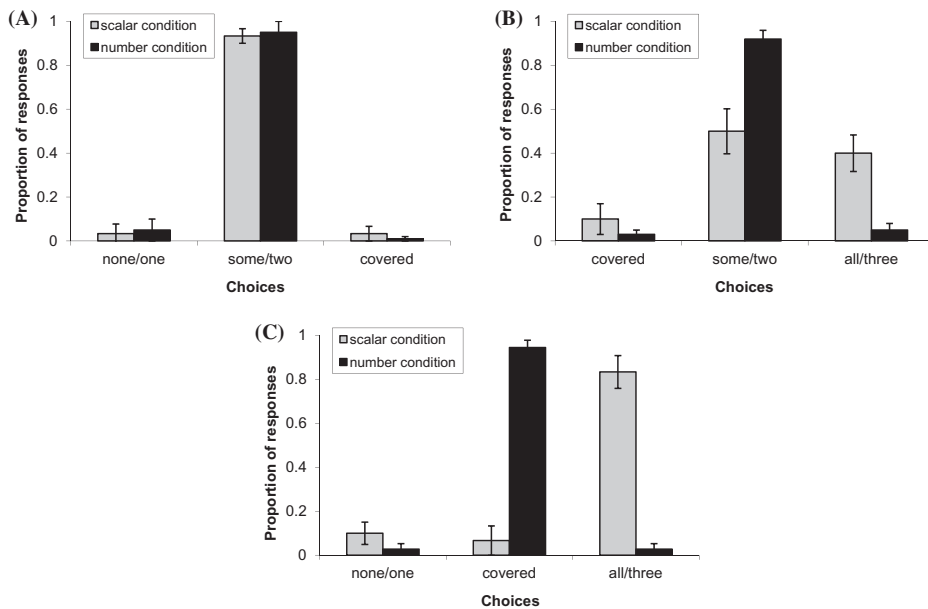 (A)
scalar condition
number condition
Proportion of responses
1
0.8
0.6
0.4
0.2
0
none/one
some/two
covered
Choices
(B)
scalar condition
number condition
Proportion of responses
1
0.8
0.6
0.4
0.2
0
covered
some/two
all/three
Choices
(C)
scalar condition
number condition
Proportion of responses
1
0.8
0.6
0.4
0.2
0
none/one
covered
all/three
Choices